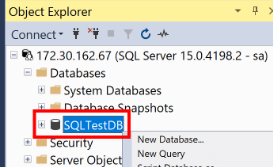 Object Explorer
Connect
172.30.162.67 (SQL Server 15.0.4198.2 - sa)
Databases
System Databases
Database Snapshots
SQLTestDB
New Database...
Security
New Query
Server Object
Script Database as